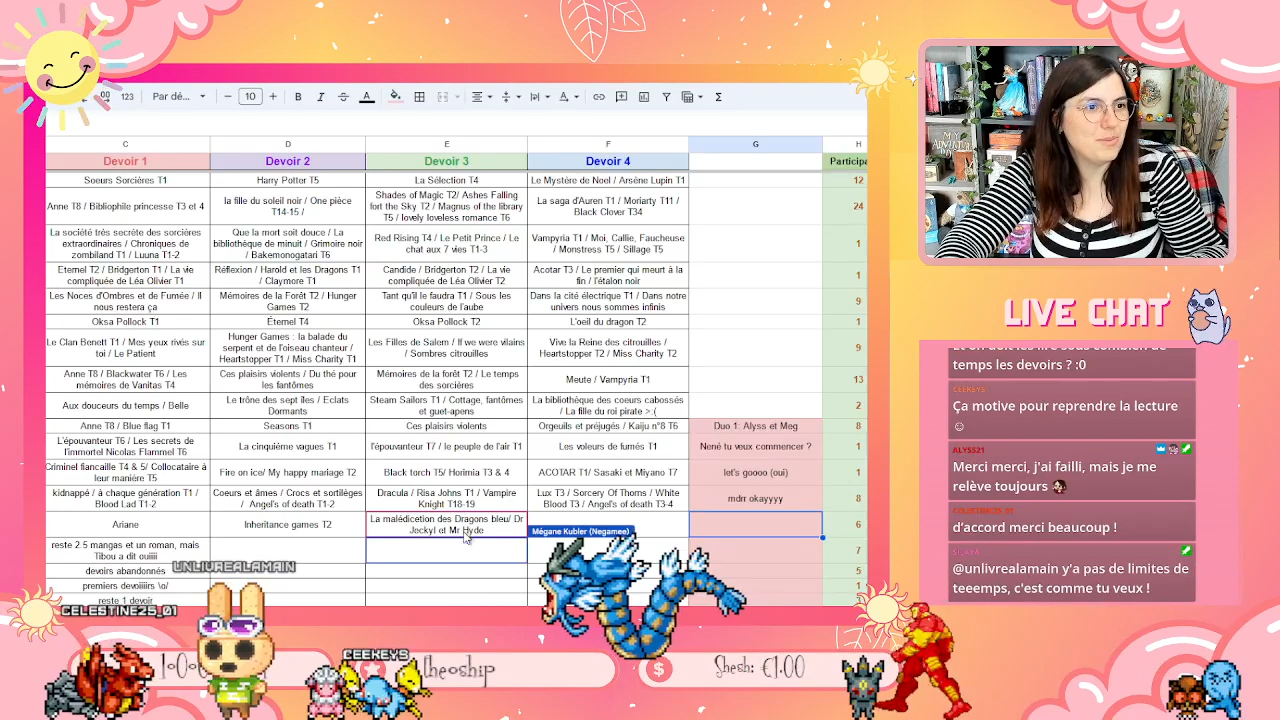 .00
123
Par dé...
10
B
I
A
Σ
C
D
E
F
G
H
Devoir 1
Devoir 2
Devoir 3
Devoir 4
Participa
Soeurs Sorcières T1
Harry Potter T5
La Sélection T4
Le Mystère de Noel / Arsène Lupin T1
12
Anne T8 / Bibliophile princesse T3 et 4
la fille du soleil noir / One pièce
T14-15 /
Shades of Magic T2/ Ashes Falling
fort the Sky T2 / Magnus of the library
T5 / lovely loveless romance T6
La saga d'Auren T1 / Moriarty T11 /
Black Clover T34
24
La société très secrète des sorcières
extraordinaires / Chroniques de
zombiland T1 / Luuna T1-2
Que la mort soit douce / La
bibliothèque de minuit / Grimoire noir
/ Bakemonogatari T6
Red Rising T4 / Le Petit Prince / Le
chat aux 7 vies T1-3
Vampyria T1 / Moi, Callie, Faucheuse
/ Monstress T5 / Sillage T5
1
Eternel T2 / Bridgerton T1 / La vie
compliquée de Léa Olivier T1
Réflexion / Harold et les Dragons T1
/ Claymore T1
Candide / Bridgerton T2 / La vie
compliquée de Léa Olivier T2
Acotar T3 / Le premier qui meurt à la
fin / l'étalon noir
1
Les Noces d'Ombres et de Fumée / Il
nous restera ça
Mémoires de la Forêt T2 / Hunger
Games T2
Tant qu'il le faudra T1 / Sous les
couleurs de l'aube
Dans la cité électrique T1 / Dans notre
univers nous sommes infinis
9
Oksa Pollock T1
Éternel T4
Oksa Pollock T2
L'oeil du dragon T2
1
Le Clan Benett T1 / Mes yeux rivés sur
toi / Le Patient
Hunger Games : la balade du
serpent et de l'oiseau chanteur /
Heartstopper T1 / Miss Charity T1
Les Filles de Salem / If we were vilains
/ Sombres citrouilles
Vive la Reine des citrouilles /
Heartstopper T2 / Miss Charity T2
9
Anne T8 / Blackwater T6 / Les
mémoires de Vanitas T4
Ces plaisirs violents / Du thé pour
les fantômes
Mémoires de la forêt T2 / Le temps
des sorcières
Meute / Vampyria T1
13
Aux douceurs du temps / Belle
Le trône des sept îles / Eclats
Dormants
Steam Sailors T1 / Cottage, fantômes
et guet-apens
La bibliothèque des coeurs cabossés
/ La fille du roi pirate >:(
2
Anne T8 / Blue flag T1
Seasons T1
Ces plaisirs violents
Orgeuils et préjugés / Kaiju n°8 T6
Duo 1: Alyss et Meg
8
L'épouvanteur T6 / Les secrets de
l'immortel Nicolas Flammel T6
La cinquième vagues T1
l'épouvanteur T7 / le peuple de l'air T1
Les voleurs de fumés T1
Nené tu veux commencer ?
1
Criminel fiancaille T4 & 5/ Collocataire à
leur manière T5
Fire on ice/ My happy mariage T2
Black torch T5/ Horimia T3 & 4
ACOTAR T1/ Sasaki et Miyano T7
let's goooo (oui)
1
kidnappé / à chaque génération T1 /
Blood Lad T1-2
Coeurs et âmes / Crocs et sortilèges
/ Angel's of death T1-2
Dracula / Risa Johns T1 / Vampire
Knight T18-19
Lux T3 / Sorcery Of Thorns / White
Blood T3 / Angel's of death T3-4
mdrr okayyyy
8
Ariane
Inheritance games T2
La malédicetion des Dragons bleu/ Dr
Jeckyl et Mr Hyde
Mégane Kubler (Negamee)
6
reste 2.5 mangas et un roman, mais
Tibou a dit ouiiii
7
devoirs abandonnés
5
premiers devoiiiiirs \o/
1
reste 1 devoir
LIVE CHAT
temps les devoirs ? :0
CEEKEYS
Ça motive pour reprendre la lecture
ALYSS21
Merci merci, j'ai failli, mais je me
relève toujours
CELESTINE25_01
d'accord merci beaucoup !
@unlivrealamain y'a pas de limites de
teeemps, c'est comme tu veux !
UNLIVREALAMAIN
CELESTINE25_01
CEEKEYS
theoship
$
Shesh: €1.00